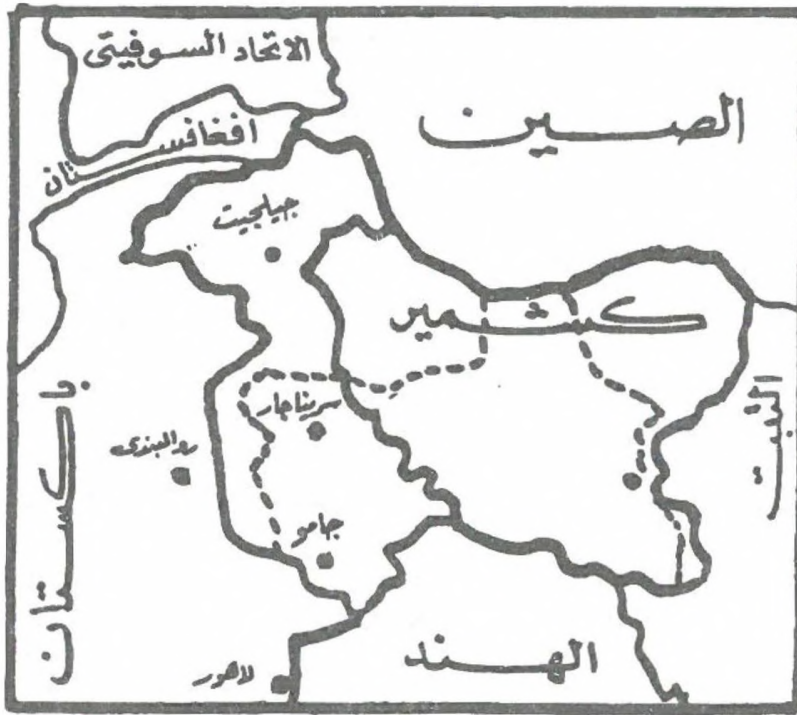 الاتحاد السوفيتى
الصين
افغانستان
جيلجيت
كشمير
التبت
سريناجار
باكستان
روالبندى
جامو
الهند
لاهور